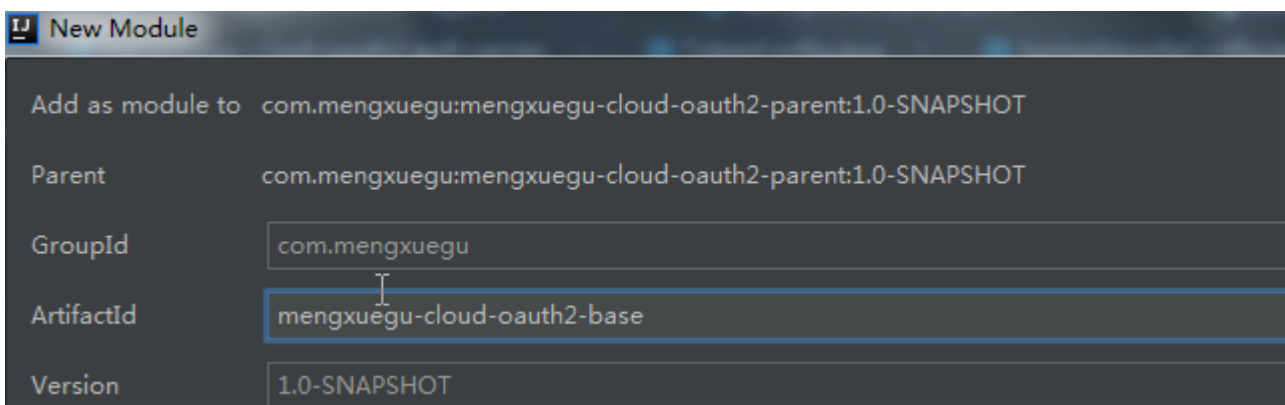 IJ New Module
Add as module to com.mengxuegu:mengxuegu-cloud-oauth2-parent:1.0-SNAPSHOT
Parent com.mengxuegu:mengxuegu-cloud-oauth2-parent:1.0-SNAPSHOT
GroupId com.mengxuegu
ArtifactId mengxuegu-cloud-oauth2-base
Version 1.0-SNAPSHOT